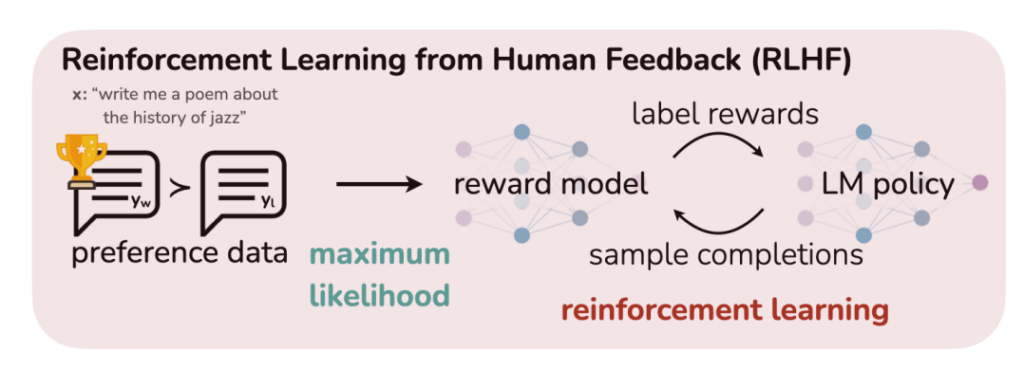 Reinforcement Learning from Human Feedback (RLHF)
x: “write me a poem about
the history of jazz”
label rewards
y_w ≻ y_l
reward model
LM policy
preference data
maximum
likelihood
sample completions
reinforcement learning